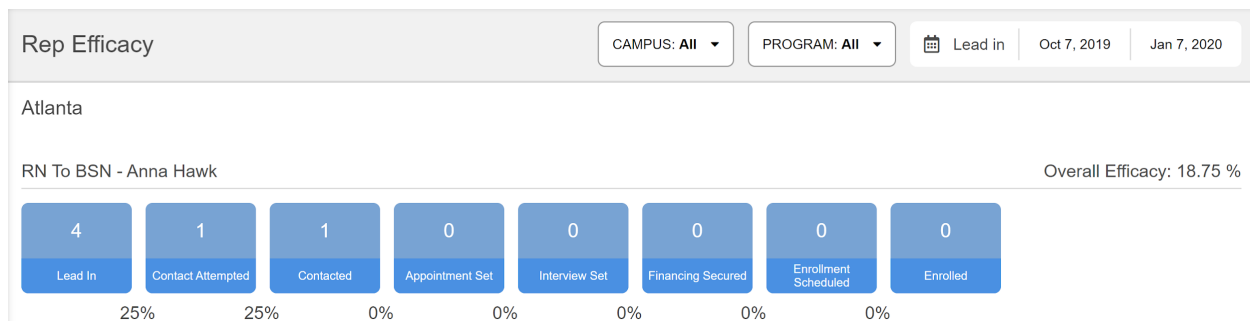 Rep Efficacy
CAMPUS: All
PROGRAM: All
Lead in
Oct 7, 2019
Jan 7, 2020
Atlanta
RN To BSN - Anna Hawk
Overall Efficacy: 18.75 %
4
1
1
0
0
0
0
0
Lead In
Contact Attempted
Contacted
Appointment Set
Interview Set
Financing Secured
Enrollment
Scheduled
Enrolled
25%
25%
0%
0%
0%
0%
0%